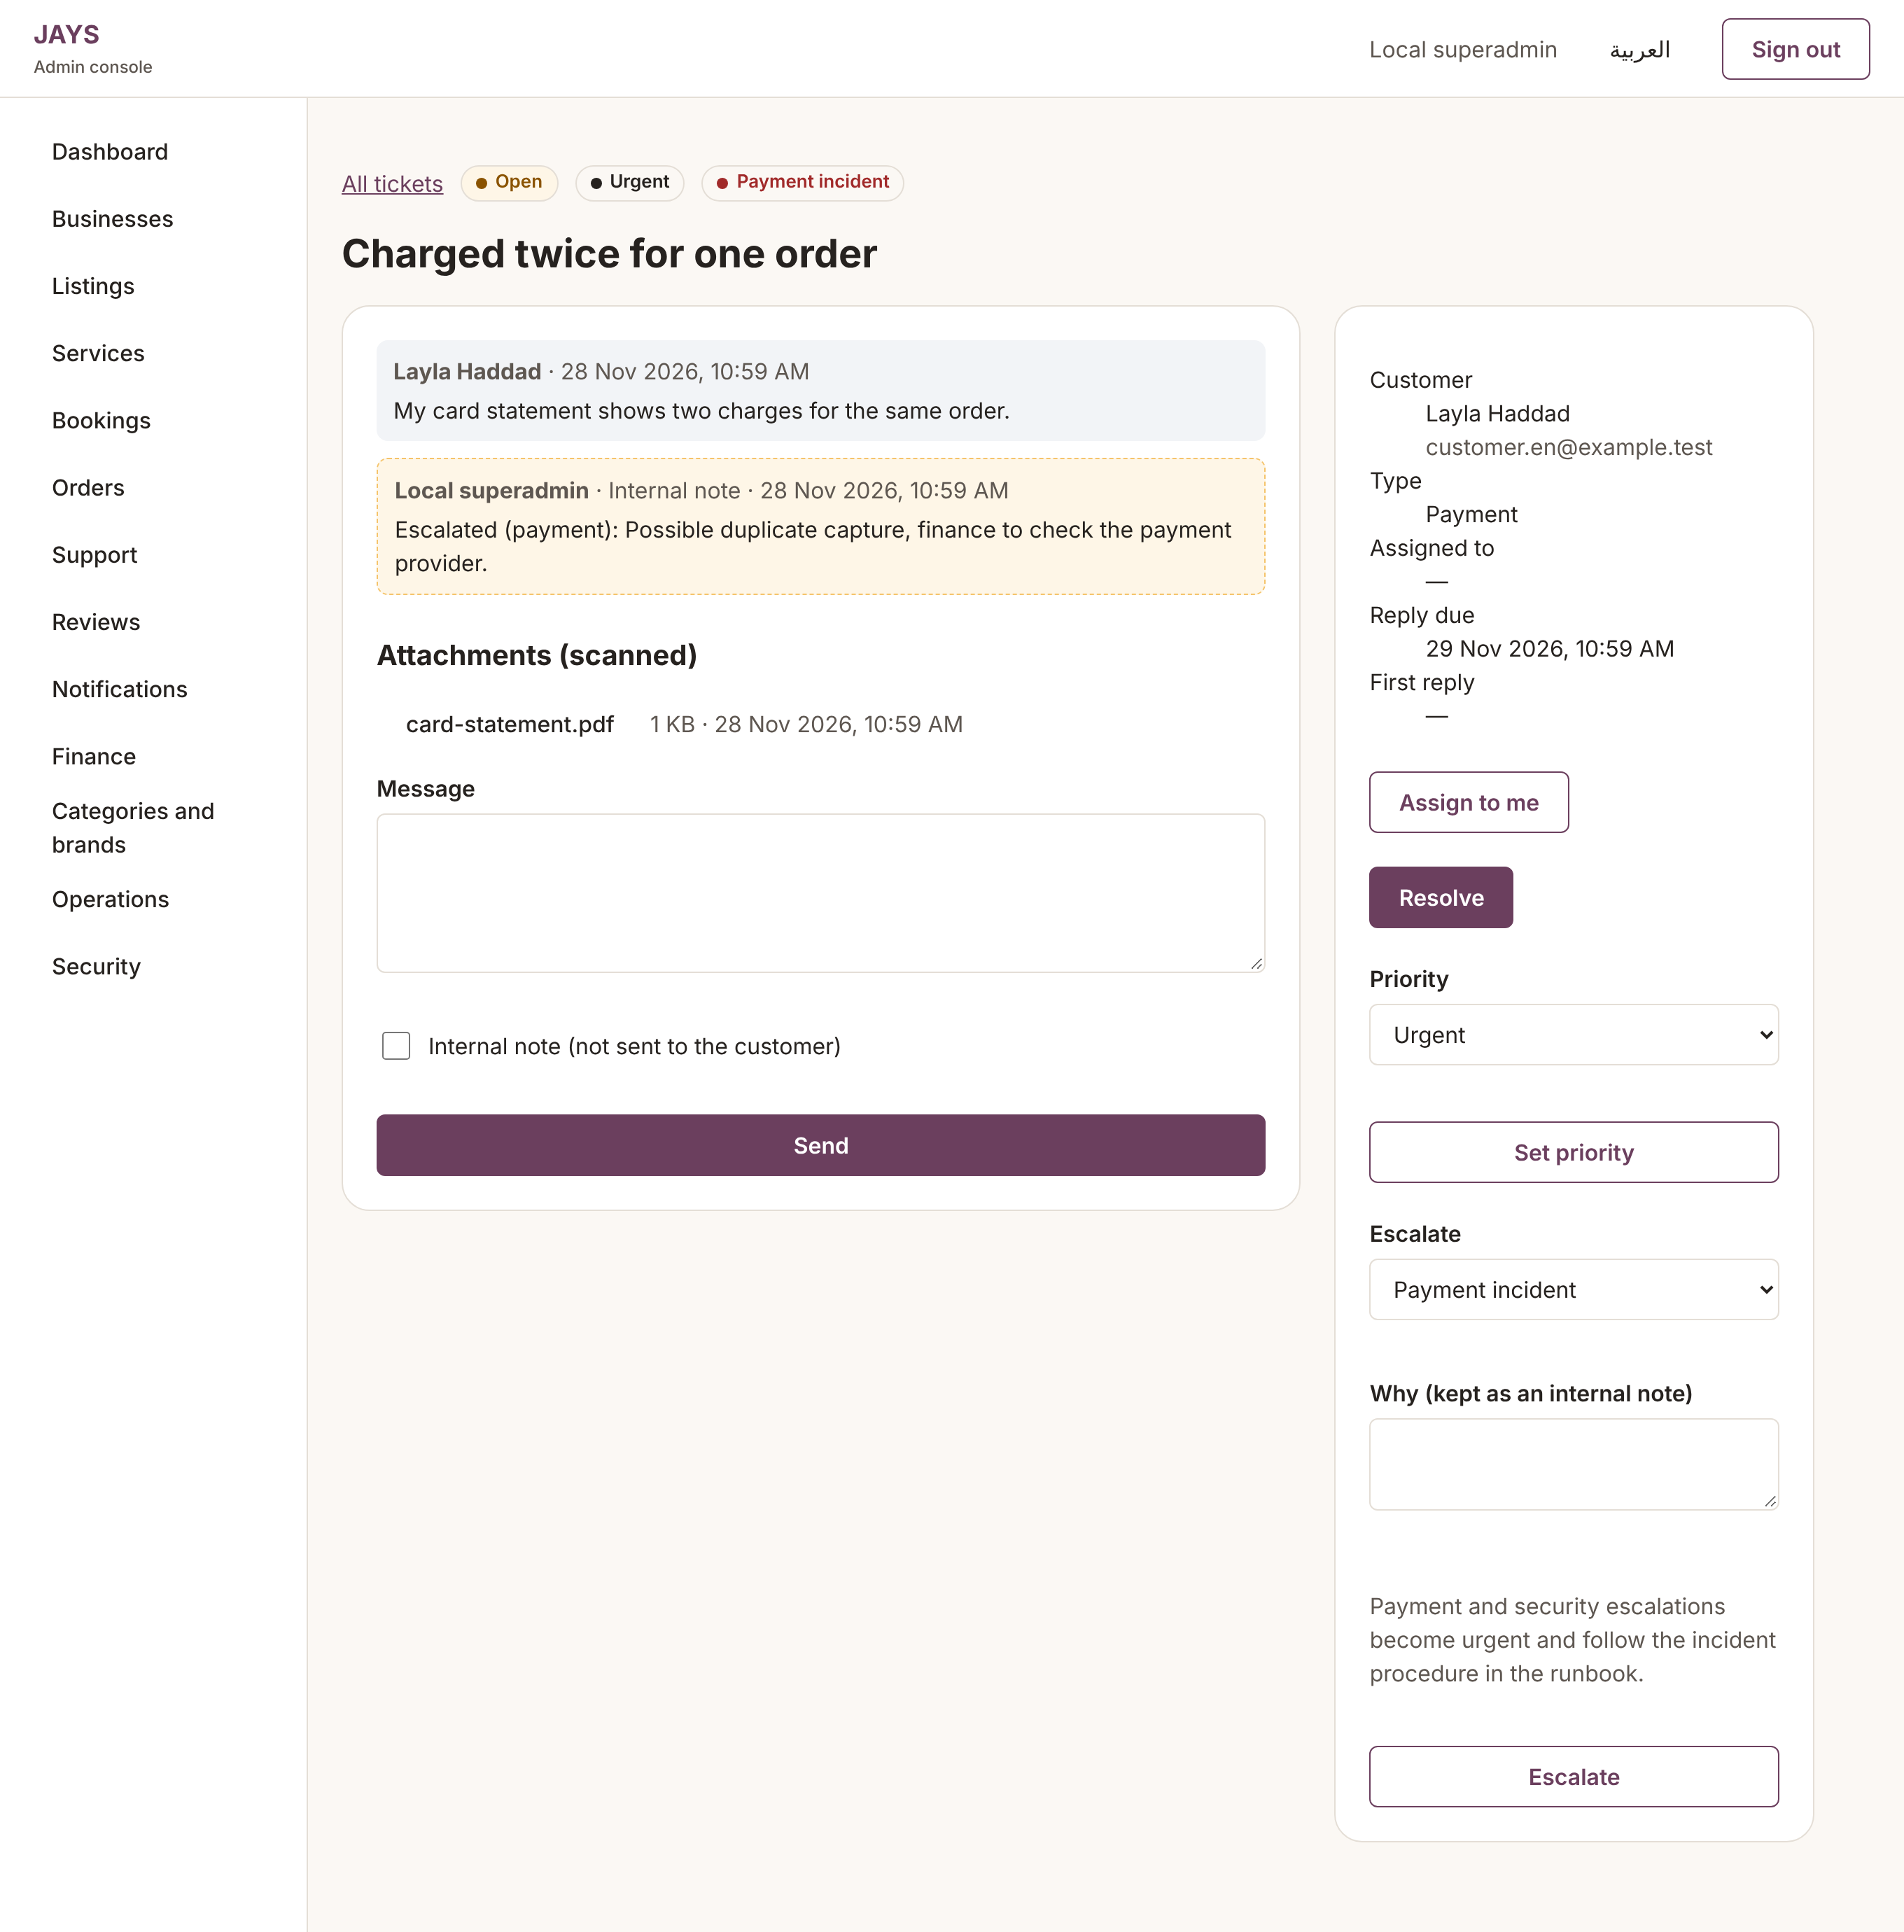 JAYS
Admin console
Local superadmin
العربية
Sign out
Dashboard
Businesses
Listings
Services
Bookings
Orders
Support
Reviews
Notifications
Finance
Categories and
brands
Operations
Security
All tickets
Open
Urgent
Payment incident
Charged twice for one order
Layla Haddad · 28 Nov 2026, 10:59 AM
My card statement shows two charges for the same order.
Local superadmin · Internal note · 28 Nov 2026, 10:59 AM
Escalated (payment): Possible duplicate capture, finance to check the payment
provider.
Attachments (scanned)
card-statement.pdf 1 KB · 28 Nov 2026, 10:59 AM
Message
Internal note (not sent to the customer)
Send
Customer
Layla Haddad
customer.en@example.test
Type
Payment
Assigned to
—
Reply due
29 Nov 2026, 10:59 AM
First reply
—
Assign to me
Resolve
Priority
Urgent
Set priority
Escalate
Payment incident
Why (kept as an internal note)
Payment and security escalations
become urgent and follow the incident
procedure in the runbook.
Escalate